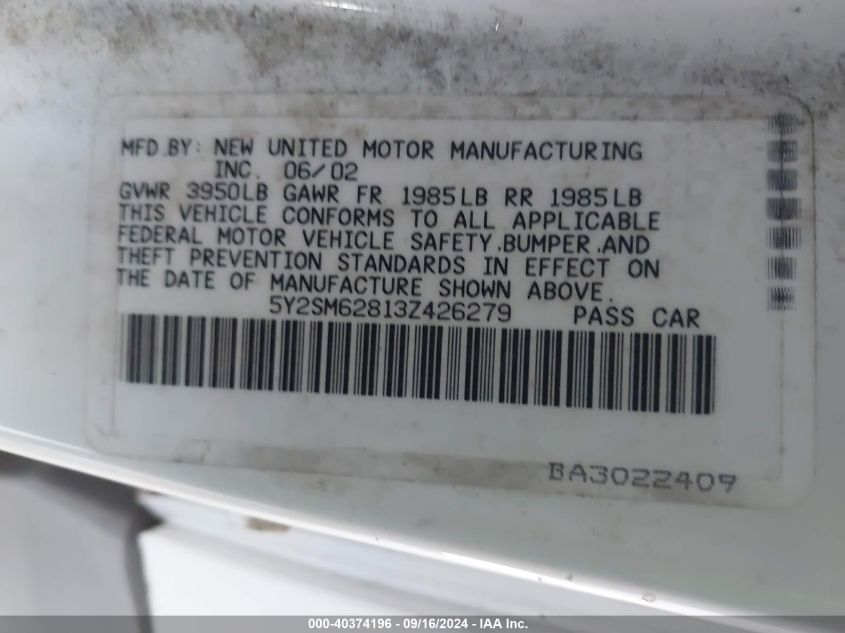 MFD.BY: NEW UNITED MOTOR MANUFACTURING
INC. 06/02
GVWR 3950LB GAWR FR 1985LB RR 1985LB
THIS VEHICLE CONFORMS TO ALL APPLICABLE
FEDERAL MOTOR VEHICLE SAFETY.BUMPER.AND
THEFT PREVENTION STANDARDS IN EFFECT ON
THE DATE OF MANUFACTURE SHOWN ABOVE.
5Y2SM62813Z426279 PASS CAR
BA3022409
000-40374196 - 09/16/2024 - IAA Inc.